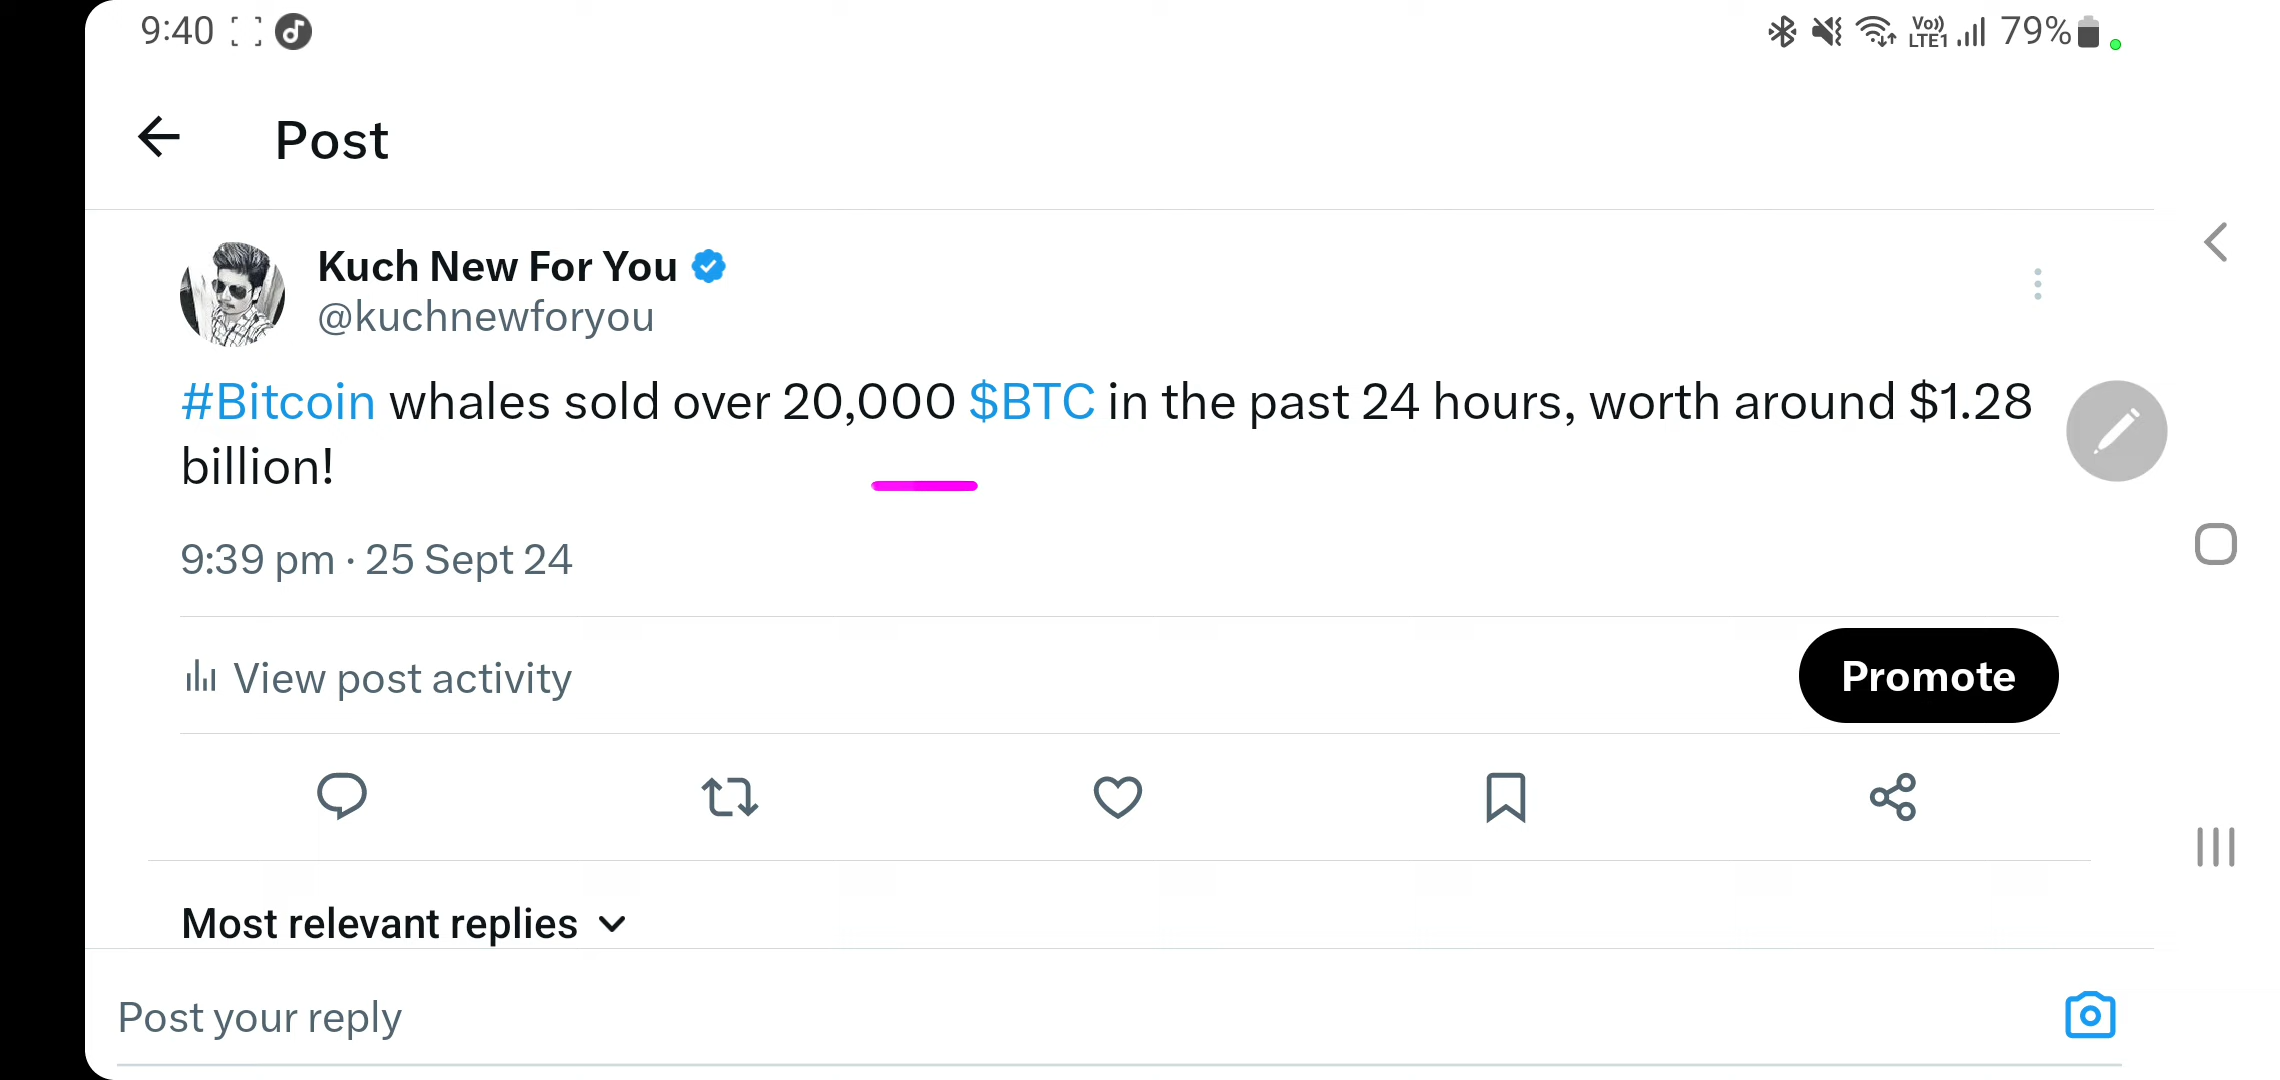 9:40 Vo)) LTE1 79%
Post
Kuch New For You
@kuchnewforyou
#Bitcoin whales sold over 20,000 $BTC in the past 24 hours, worth around $1.28
billion!
9:39 pm · 25 Sept 24
View post activity
Promote
Most relevant replies
Post your reply